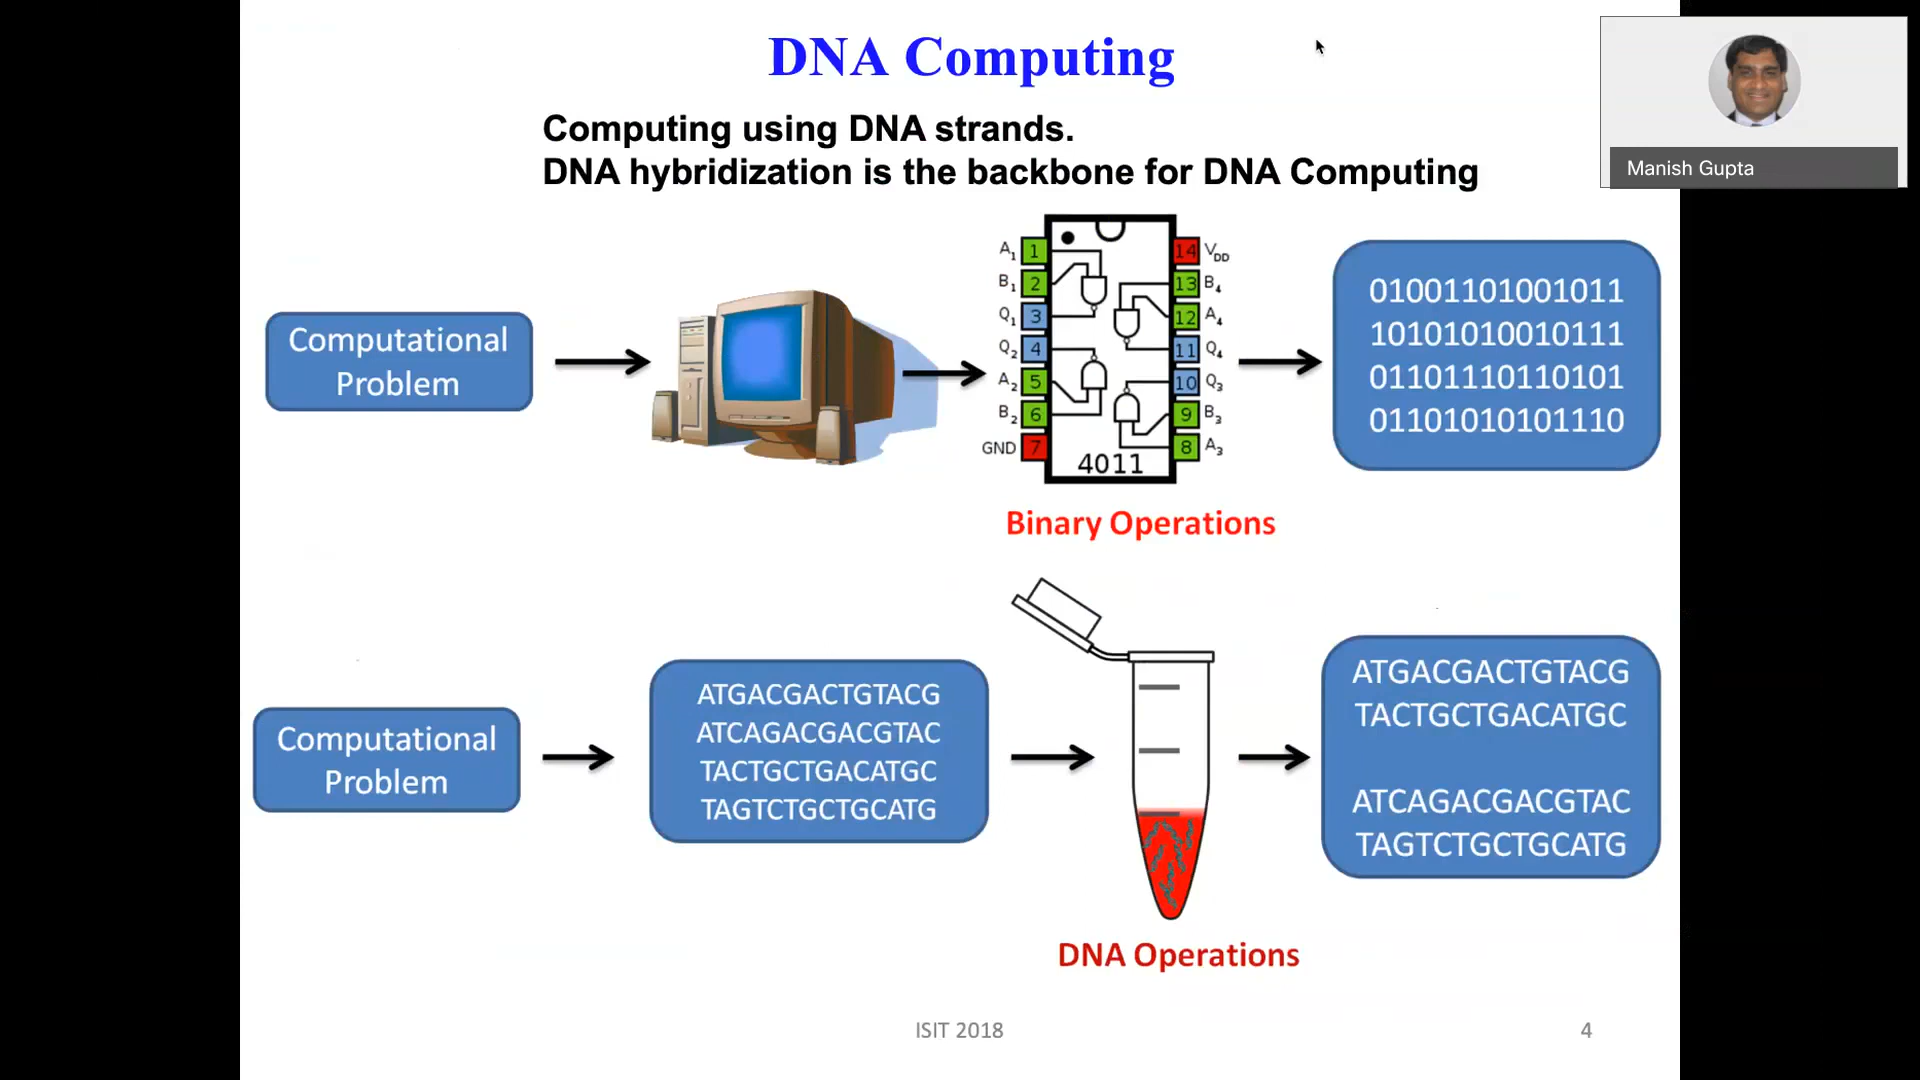 DNA Computing
Manish Gupta
Computing using DNA strands.
DNA hybridization is the backbone for DNA Computing
Computational
Problem
A1 1
B1 2
Q1 3
Q2 4
A2 5
B2 6
GND 7
14 VDD
13 B4
12 A4
11 Q4
10 Q3
9 B3
8 A3
4011
Binary Operations
01001101001011
10101010010111
01101110110101
01101010101110
Computational
Problem
ATGACGACTGTACG
ATCAGACGACGTAC
TACTGCTGACATGC
TAGTCTGCTGCATG
DNA Operations
ATGACGACTGTACG
TACTGCTGACATGC
ATCAGACGACGTAC
TAGTCTGCTGCATG
ISIT 2018
4